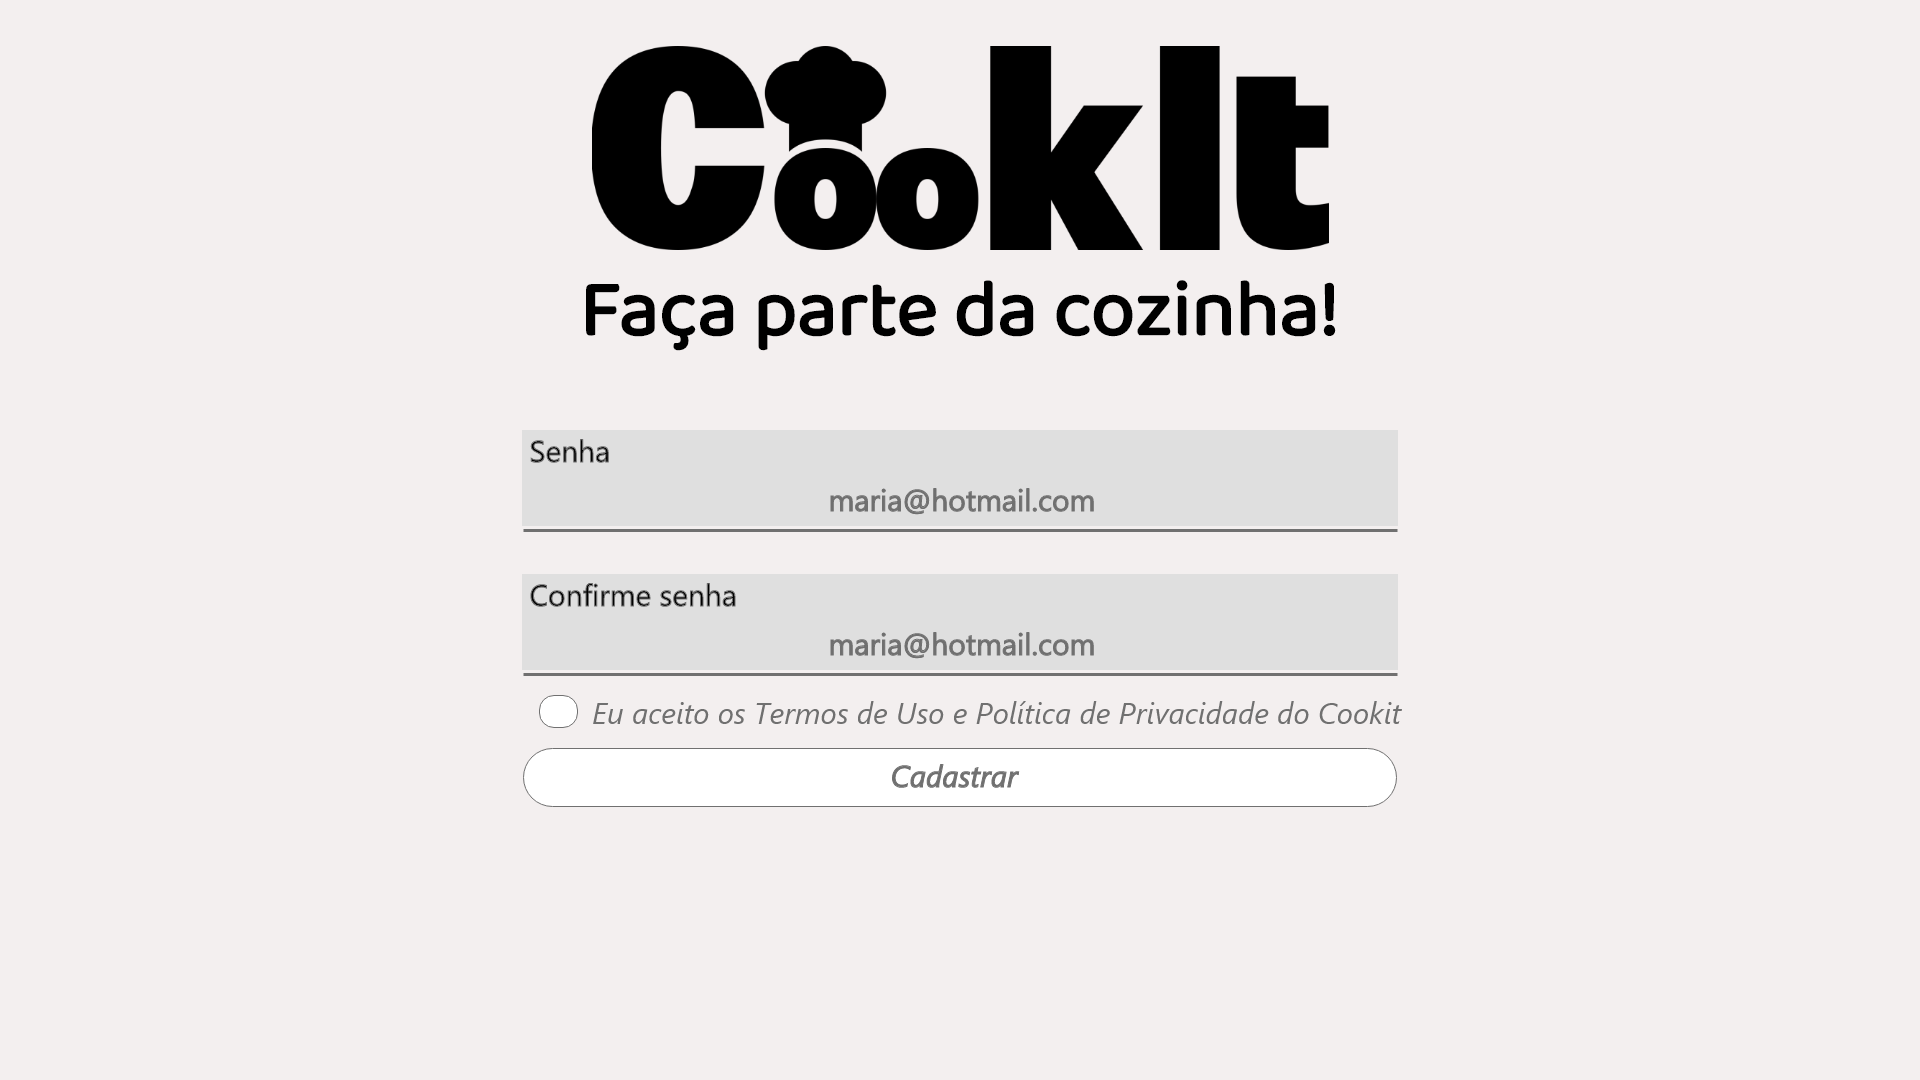 CookIt
Faça parte da cozinha!
Senha
maria@hotmail.com
Confirme senha
maria@hotmail.com
Eu aceito os Termos de Uso e Política de Privacidade do Cookit
Cadastrar